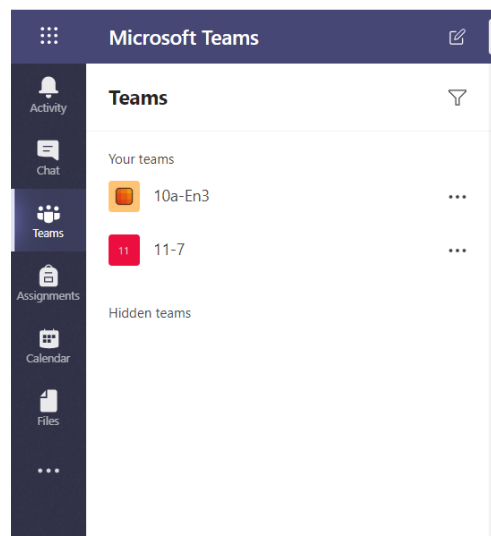 Microsoft Teams
Activity
Chat
Teams
Assignments
Calendar
Files
Teams
Your teams
10a-En3
11 11-7
Hidden teams